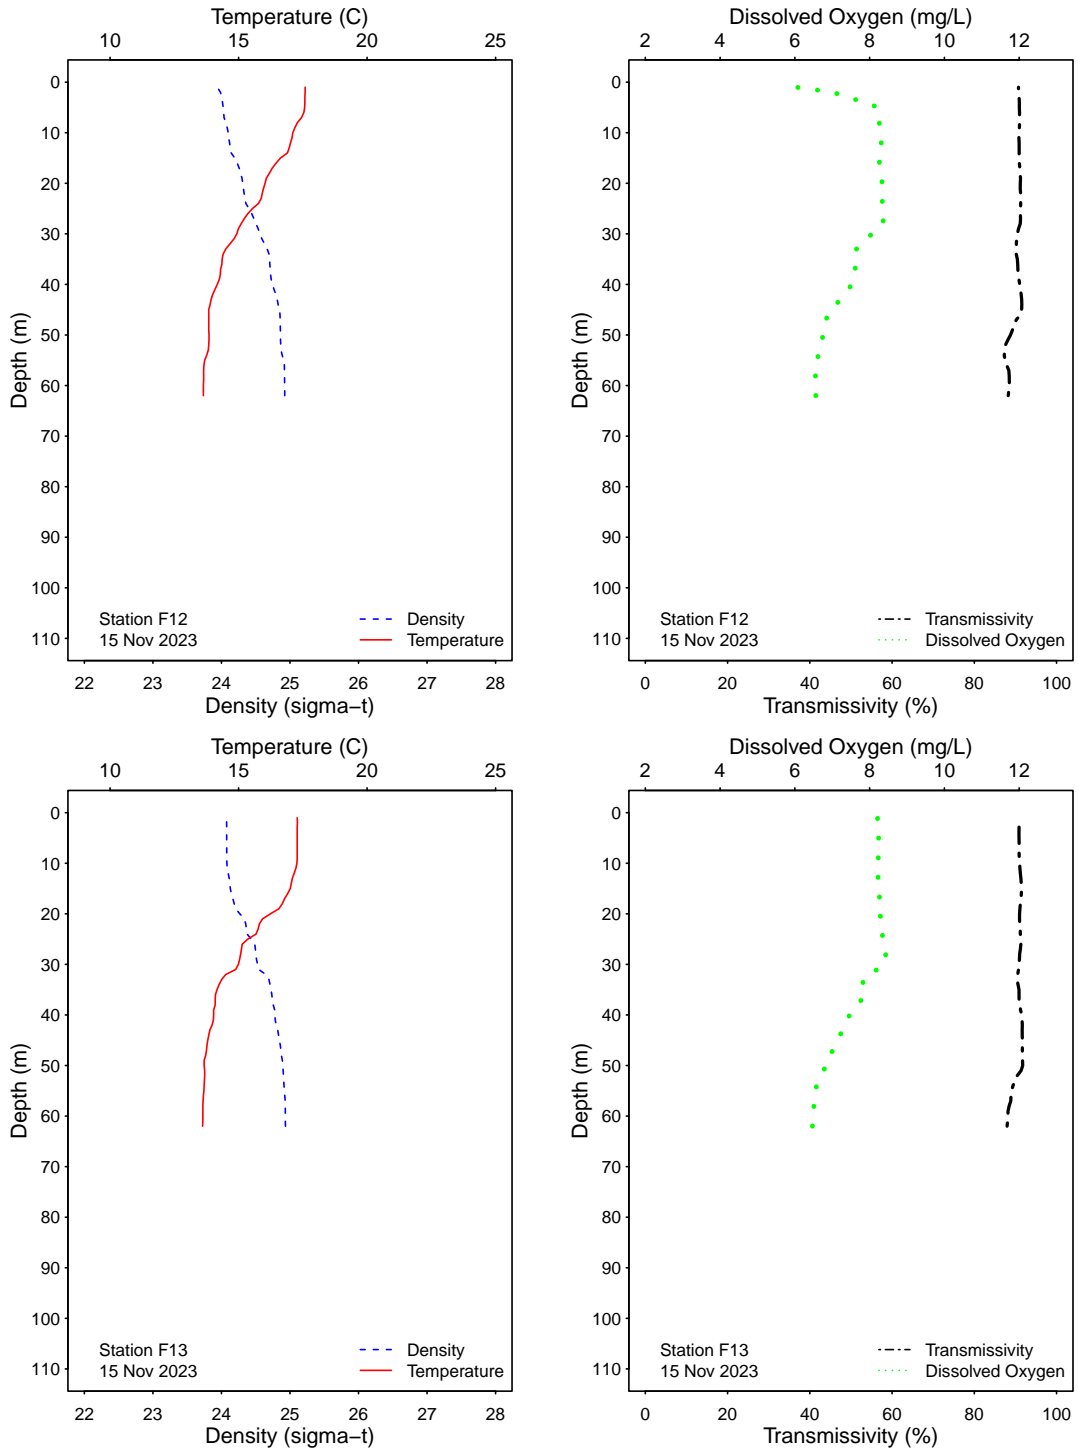 Temperature (C)
10 15 20 25
0
10
20
30
40
50
60
70
80
90
100
110
Depth (m)
Station F12
15 Nov 2023
Density
Temperature
22 23 24 25 26 27 28
Density (sigma−t)
Dissolved Oxygen (mg/L)
2 4 6 8 10 12
0
10
20
30
40
50
60
70
80
90
100
110
Depth (m)
Station F12
15 Nov 2023
Transmissivity
Dissolved Oxygen
0 20 40 60 80 100
Transmissivity (%)
Temperature (C)
10 15 20 25
0
10
20
30
40
50
60
70
80
90
100
110
Depth (m)
Station F13
15 Nov 2023
Density
Temperature
22 23 24 25 26 27 28
Density (sigma−t)
Dissolved Oxygen (mg/L)
2 4 6 8 10 12
0
10
20
30
40
50
60
70
80
90
100
110
Depth (m)
Station F13
15 Nov 2023
Transmissivity
Dissolved Oxygen
0 20 40 60 80 100
Transmissivity (%)